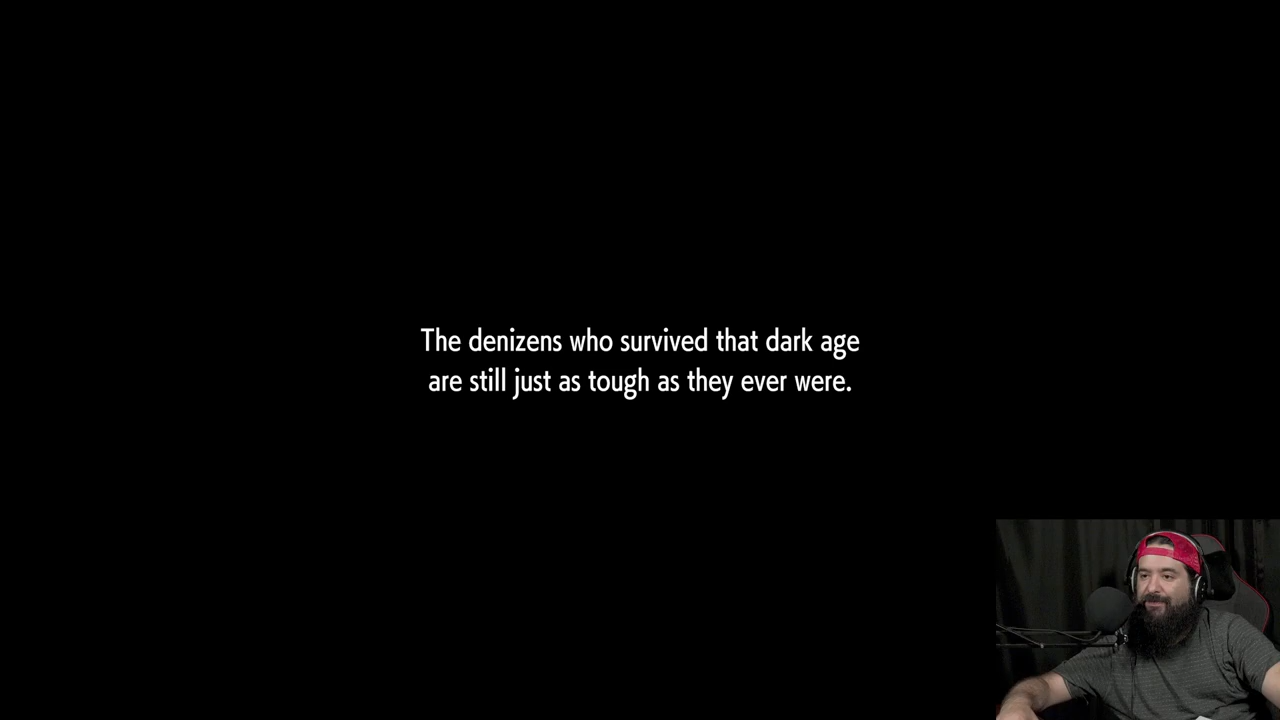 The denizens who survived that dark age
are still just as tough as they ever were.